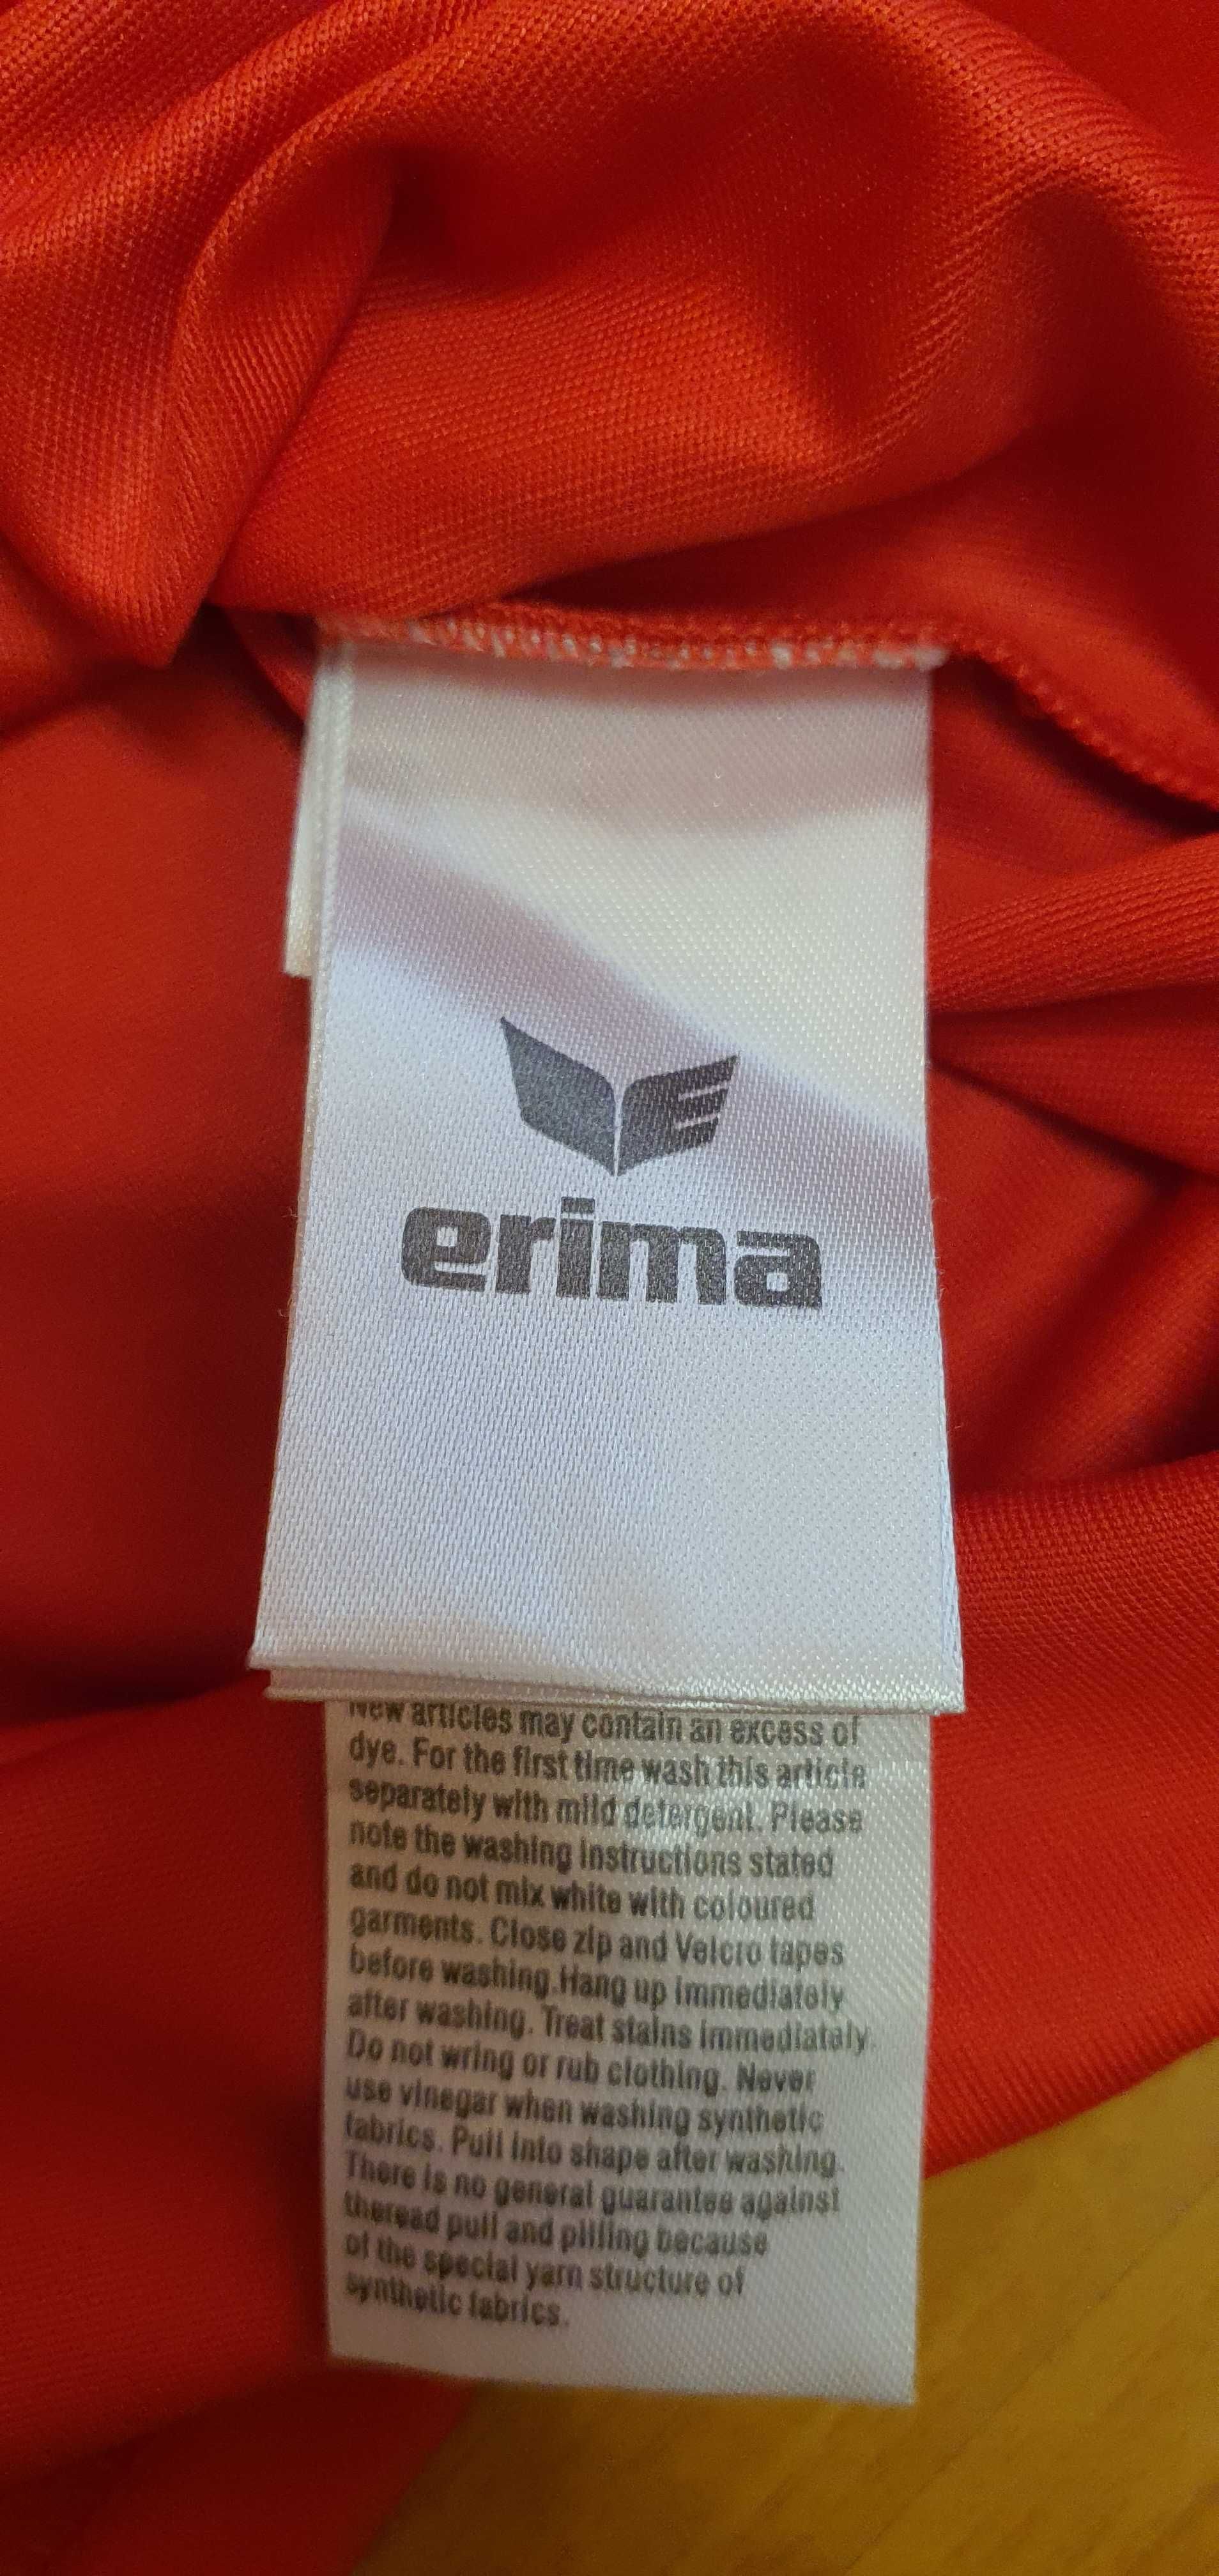 erima
New articles may contain an excess of
dye. For the first time wash this article
separately with mild detergent. Please
note the washing instructions stated
and do not mix white with coloured
garments. Close zip and Velcro tapes
before washing.Hang up immediately
after washing. Treat stains immediately.
Do not wring or rub clothing. Never
use vinegar when washing synthetic
fabrics. Pull into shape after washing.
There is no general guarantee against
theread pull and pilling because
of the special yarn structure of
synthetic fabrics.